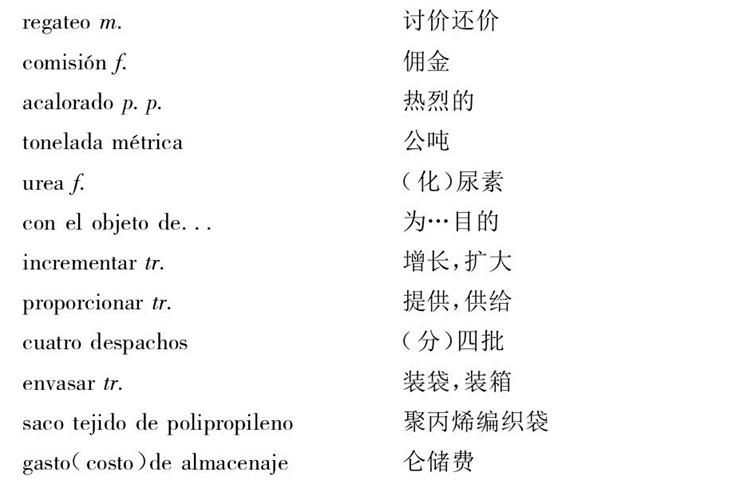 regateo m. 讨价还价
comisión f. 佣金
acalorado p. p. 热烈的
tonelada métrica 公吨
urea f. （化）尿素
con el objeto de... 为…目的
incrementar tr. 增长，扩大
proporcionar tr. 提供，供给
cuatro despachos （分）四批
envasar tr. 装袋，装箱
saco tejido de polipropileno 聚丙烯编织袋
gasto（costo）de almacenaje 仑储费